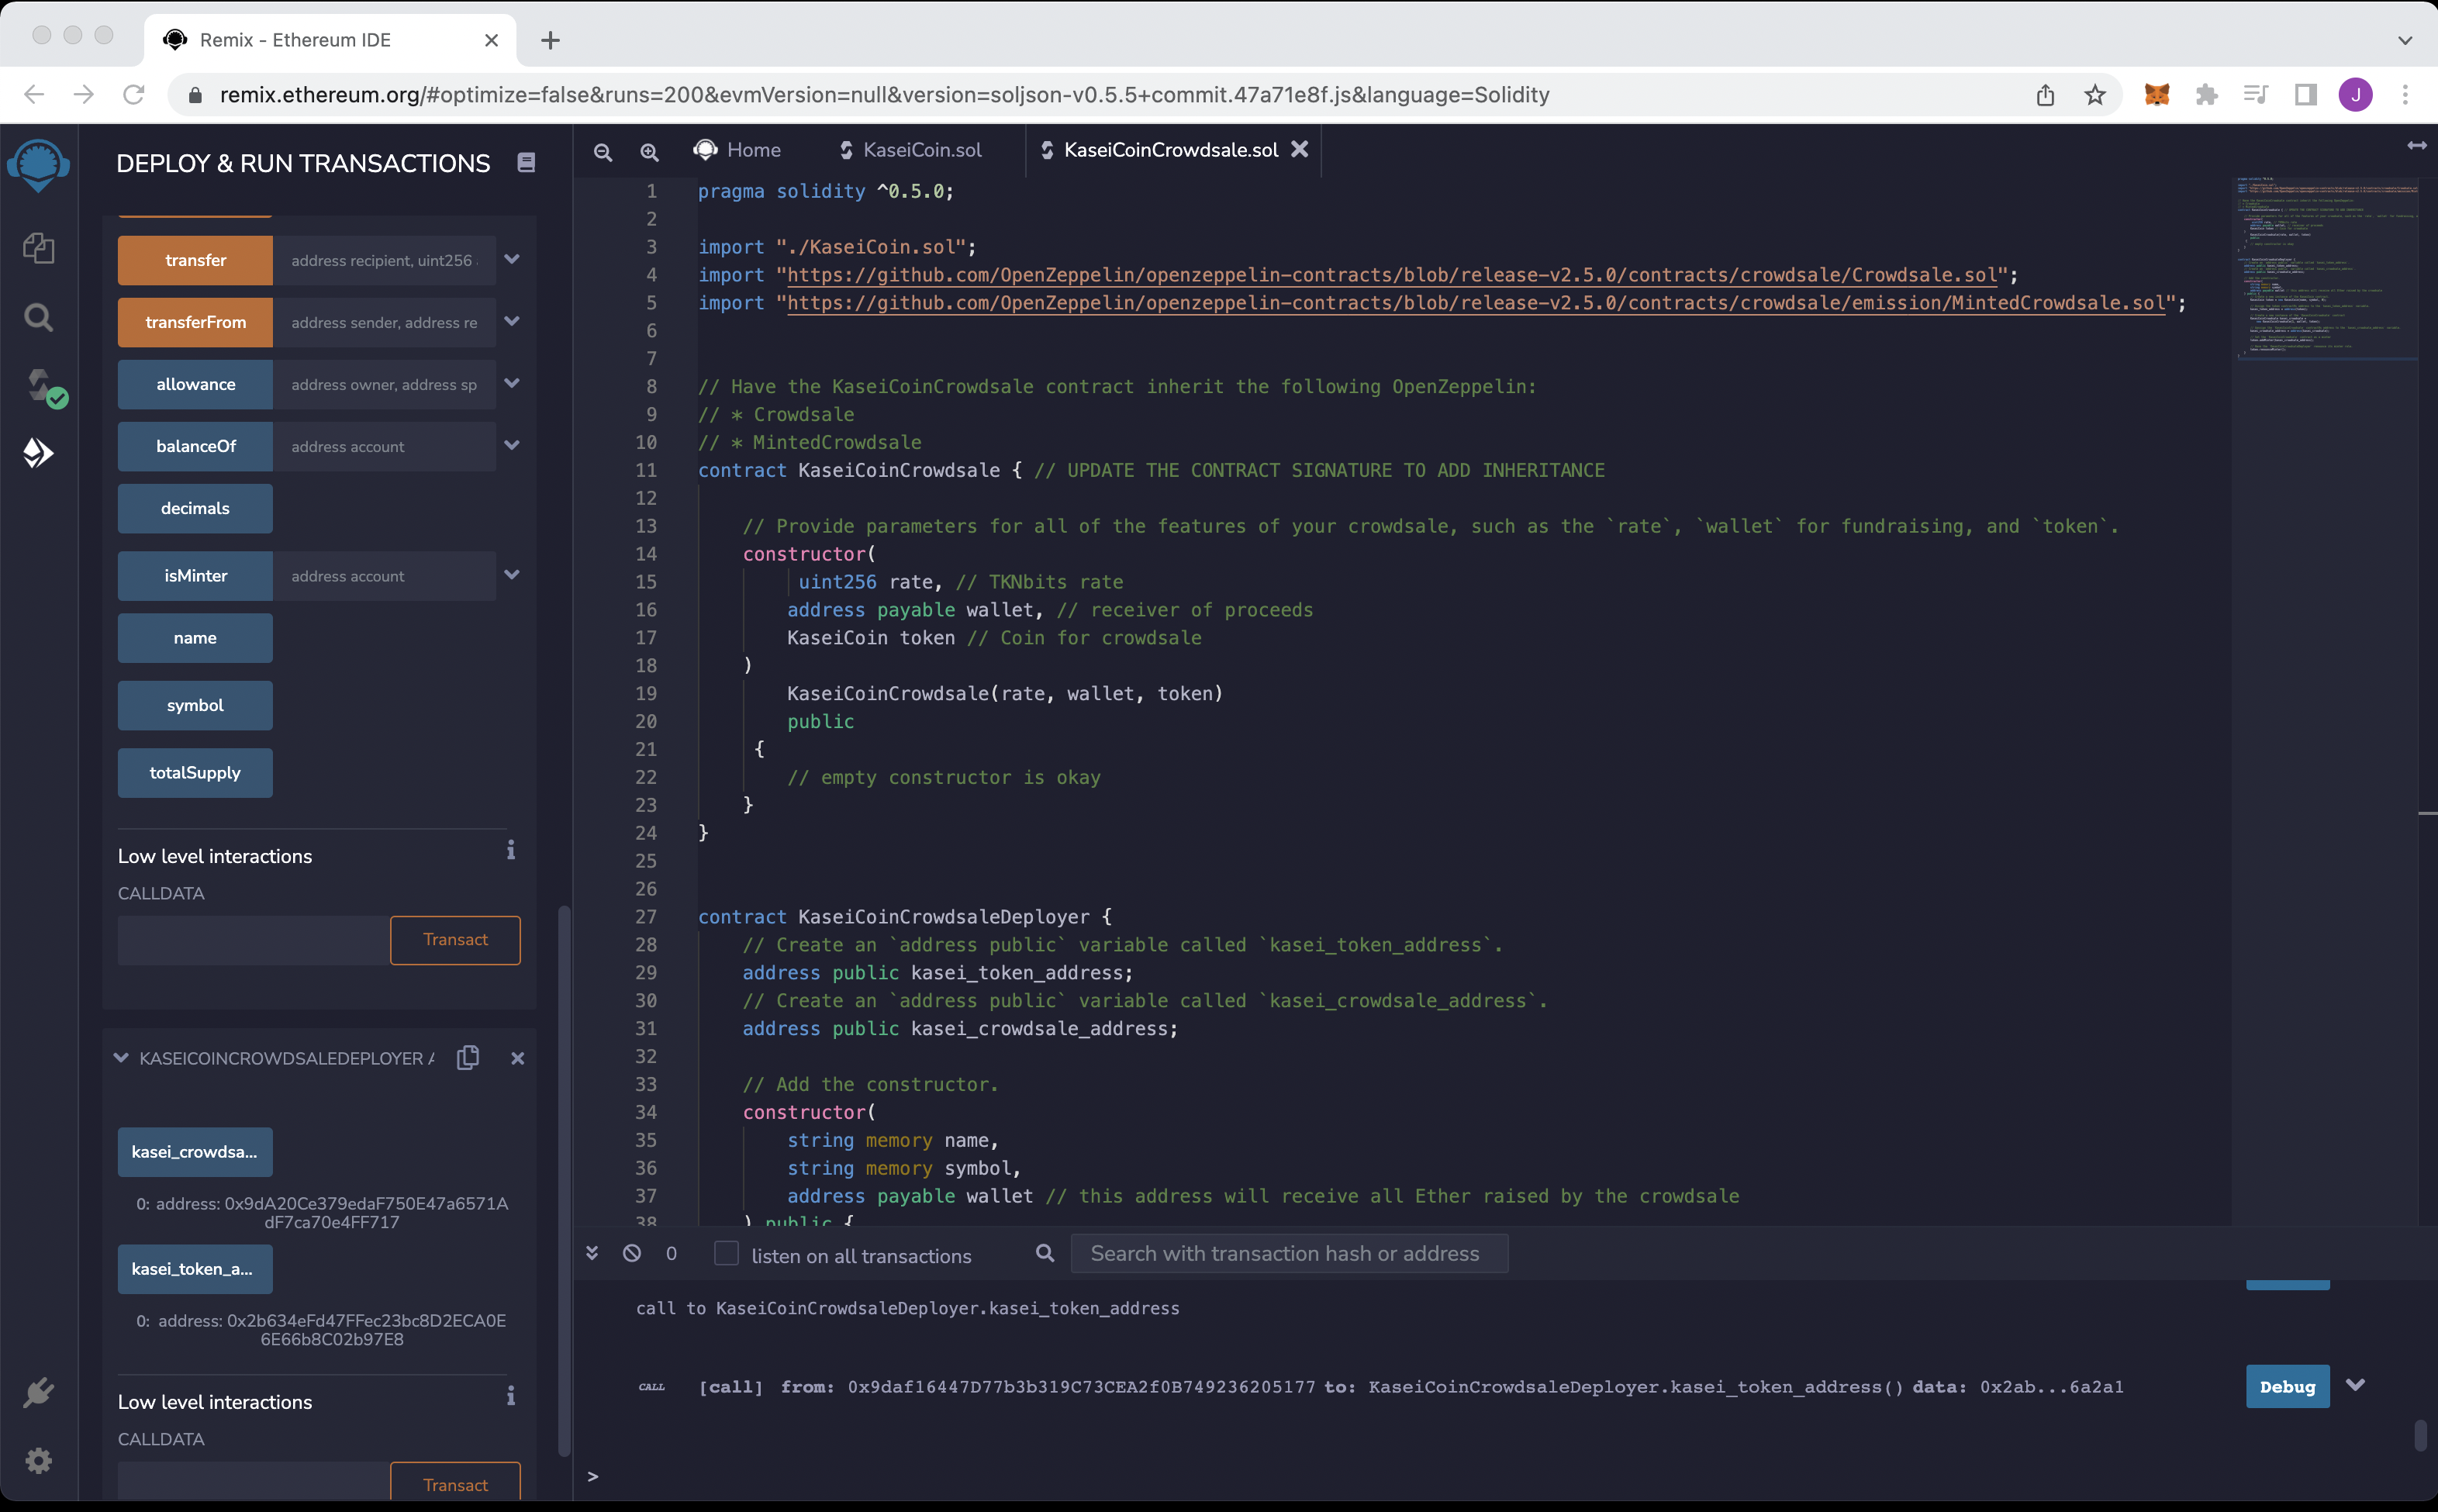 Remix - Ethereum IDE
remix.ethereum.org/#optimize=false&runs=200&evmVersion=null&version=soljson-v0.5.5+commit.47a71e8f.js&language=Solidity
J
DEPLOY & RUN TRANSACTIONS
transfer address recipient, uint256
transferFrom address sender, address re
allowance address owner, address sp
balanceOf address account
decimals
isMinter address account
name
symbol
totalSupply
Low level interactions
i
CALLDATA
Transact
KASEICOINCROWDSALEDEPLOYER A
kasei_crowdsa...
0: address: 0x9dA20Ce379edaF750E47a6571A
dF7ca70e4FF717
kasei_token_a...
0: address: 0x2b634eFd47FFec23bc8D2ECA0E
6E66b8C02b97E8
Low level interactions
i
CALLDATA
Transact
Home KaseiCoin.sol KaseiCoinCrowdsale.sol
1 pragma solidity ^0.5.0;
2
3 import "./KaseiCoin.sol";
4 import "https://github.com/OpenZeppelin/openzeppelin-contracts/blob/release-v2.5.0/contracts/crowdsale/Crowdsale.sol";
5 import "https://github.com/OpenZeppelin/openzeppelin-contracts/blob/release-v2.5.0/contracts/crowdsale/emission/MintedCrowdsale.sol";
6
7
8 // Have the KaseiCoinCrowdsale contract inherit the following OpenZeppelin:
9 // * Crowdsale
10 // * MintedCrowdsale
11 contract KaseiCoinCrowdsale { // UPDATE THE CONTRACT SIGNATURE TO ADD INHERITANCE
12
13 // Provide parameters for all of the features of your crowdsale, such as the `rate`, `wallet` for fundraising, and `token`.
14 constructor(
15 uint256 rate, // TKNbits rate
16 address payable wallet, // receiver of proceeds
17 KaseiCoin token // Coin for crowdsale
18 )
19 KaseiCoinCrowdsale(rate, wallet, token)
20 public
21 {
22 // empty constructor is okay
23 }
24 }
25
26
27 contract KaseiCoinCrowdsaleDeployer {
28 // Create an `address public` variable called `kasei_token_address`.
29 address public kasei_token_address;
30 // Create an `address public` variable called `kasei_crowdsale_address`.
31 address public kasei_crowdsale_address;
32
33 // Add the constructor.
34 constructor(
35 string memory name,
36 string memory symbol,
37 address payable wallet // this address will receive all Ether raised by the crowdsale
38 ) public {
0 listen on all transactions Search with transaction hash or address
call to KaseiCoinCrowdsaleDeployer.kasei_token_address
CALL [call] from: 0x9daf16447D77b3b319C73CEA2f0B749236205177 to: KaseiCoinCrowdsaleDeployer.kasei_token_address() data: 0x2ab...6a2a1 Debug
>